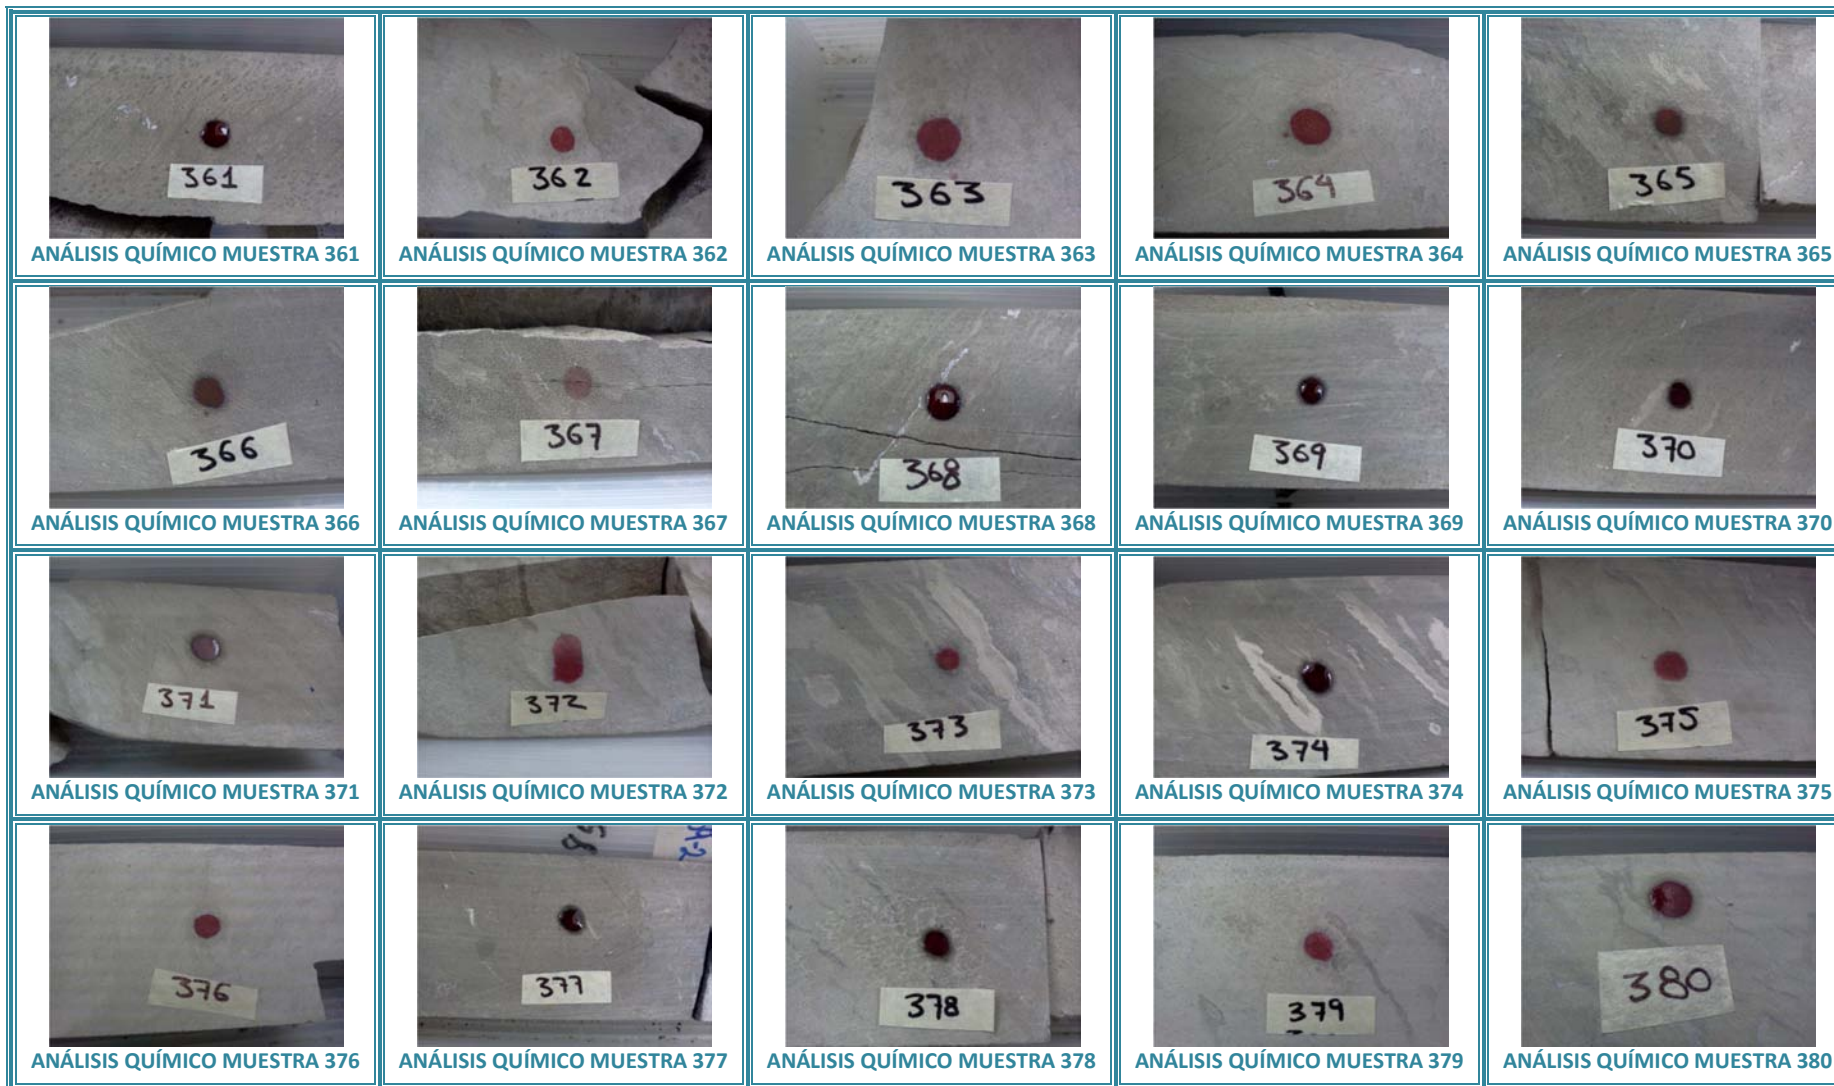 361
362
363
364
365
ANÁLISIS QUÍMICO MUESTRA 361
ANÁLISIS QUÍMICO MUESTRA 362
ANÁLISIS QUÍMICO MUESTRA 363
ANÁLISIS QUÍMICO MUESTRA 364
ANÁLISIS QUÍMICO MUESTRA 365
366
367
368
369
370
ANÁLISIS QUÍMICO MUESTRA 366
ANÁLISIS QUÍMICO MUESTRA 367
ANÁLISIS QUÍMICO MUESTRA 368
ANÁLISIS QUÍMICO MUESTRA 369
ANÁLISIS QUÍMICO MUESTRA 370
371
372
373
374
375
ANÁLISIS QUÍMICO MUESTRA 371
ANÁLISIS QUÍMICO MUESTRA 372
ANÁLISIS QUÍMICO MUESTRA 373
ANÁLISIS QUÍMICO MUESTRA 374
ANÁLISIS QUÍMICO MUESTRA 375
376
377
378
379
380
ANÁLISIS QUÍMICO MUESTRA 376
ANÁLISIS QUÍMICO MUESTRA 377
ANÁLISIS QUÍMICO MUESTRA 378
ANÁLISIS QUÍMICO MUESTRA 379
ANÁLISIS QUÍMICO MUESTRA 380